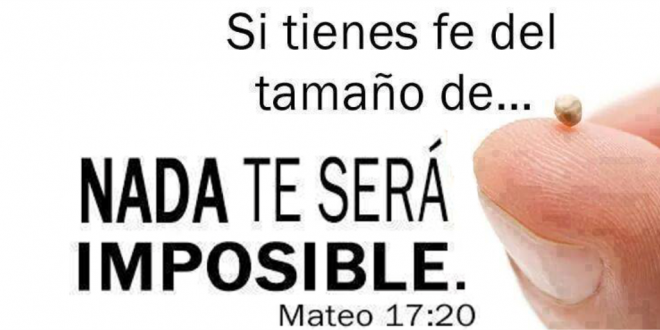 Si tienes fe del
tamaño de...
NADA TE SERÁ
IMPOSIBLE.
Mateo 17:20